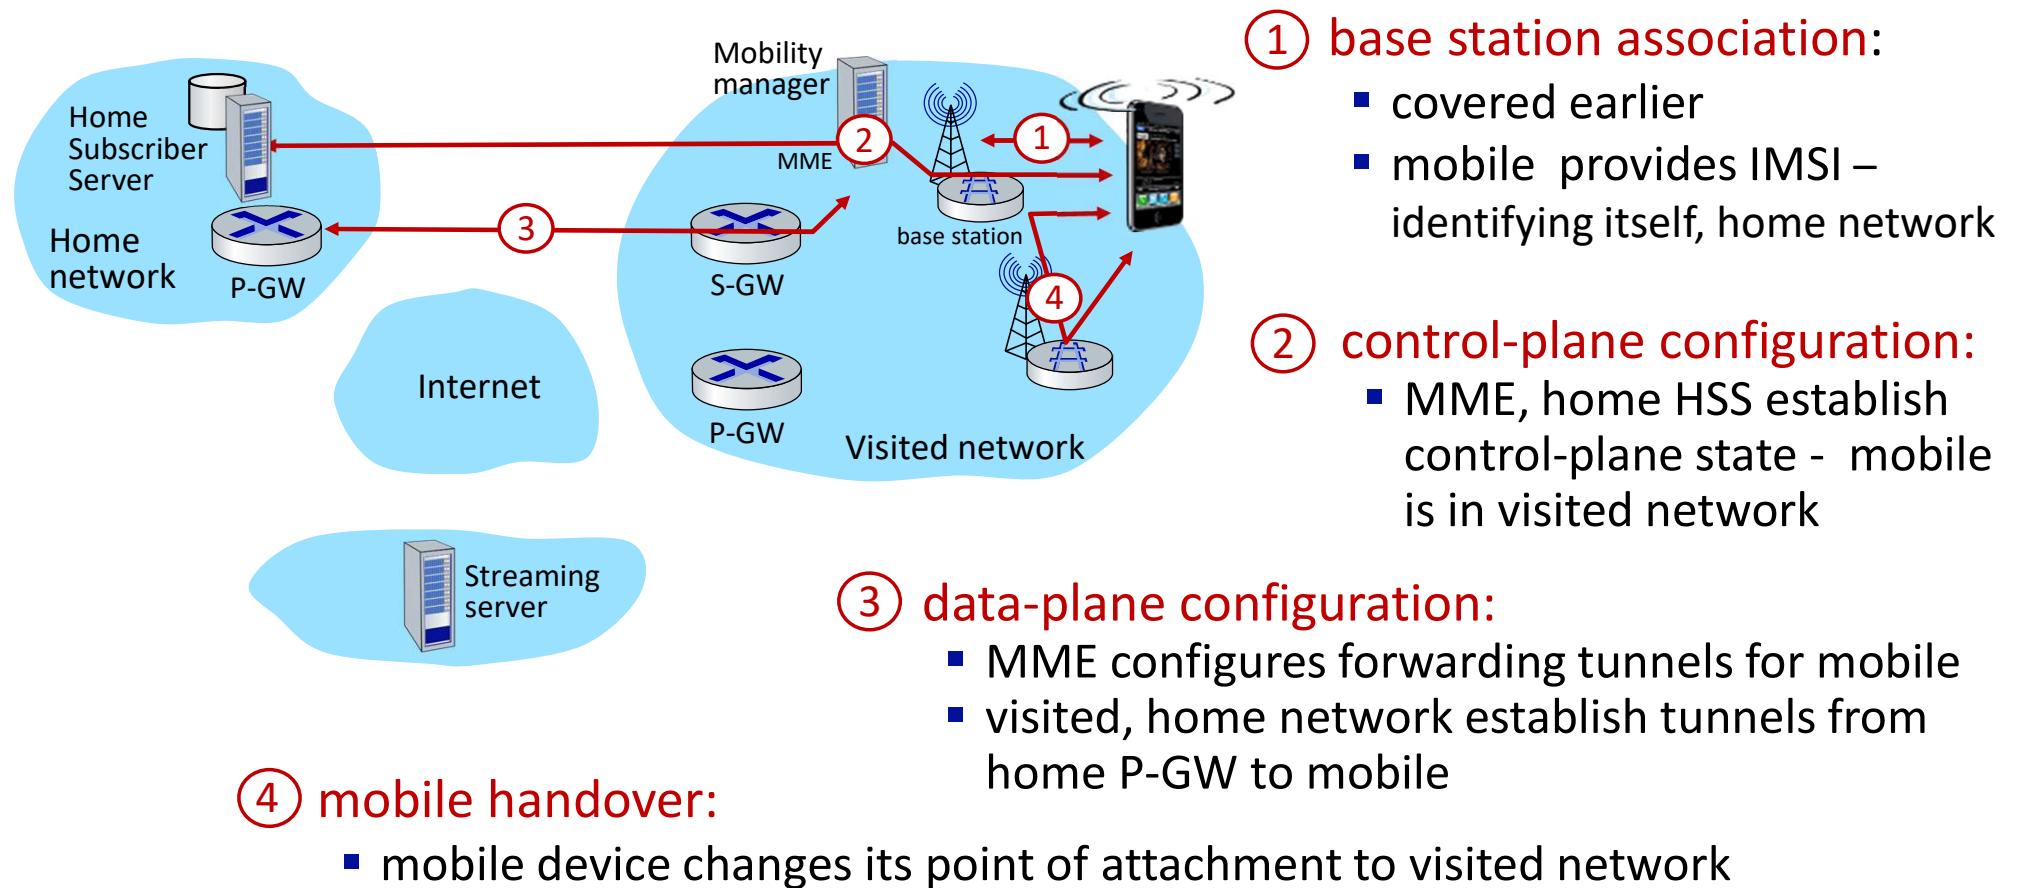 Mobility
manager
Home
Subscriber
Server
MME
2
1
3
Home
network
P-GW
S-GW
base station
4
Internet
P-GW
Visited network
Streaming
server
1 base station association:
▪ covered earlier
▪ mobile  provides IMSI –
identifying itself, home network
2 control-plane configuration:
▪ MME, home HSS establish
control-plane state -  mobile
is in visited network
3 data-plane configuration:
▪ MME configures forwarding tunnels for mobile
▪ visited, home network establish tunnels from
home P-GW to mobile
4 mobile handover:
▪ mobile device changes its point of attachment to visited network